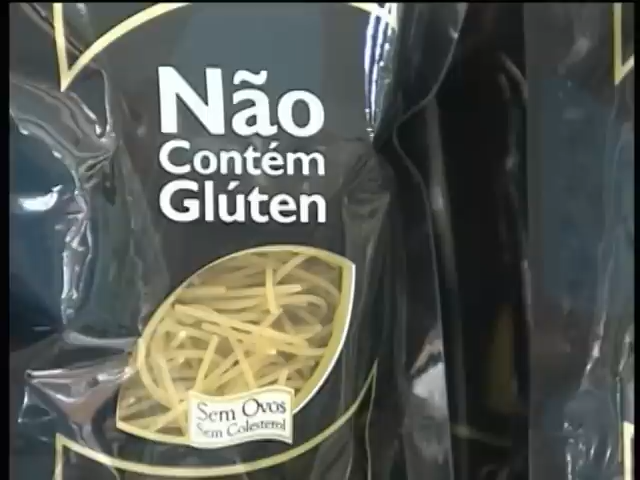 Não
Contém
Glúten
Sem Ovos
Sem Colesterol